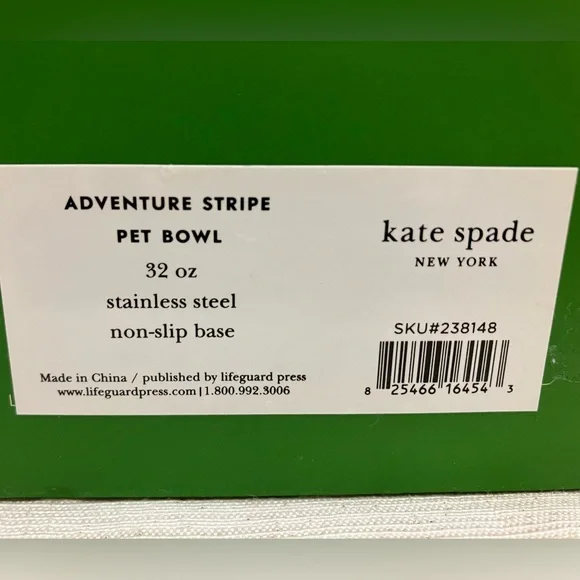 ADVENTURE STRIPE
PET BOWL
32 oz
stainless steel
non-slip base
Made in China / published by lifeguard press
www.lifeguardpress.com | 1.800.992.3006
kate spade
NEW YORK
SKU#238148
8 25466 16454 3